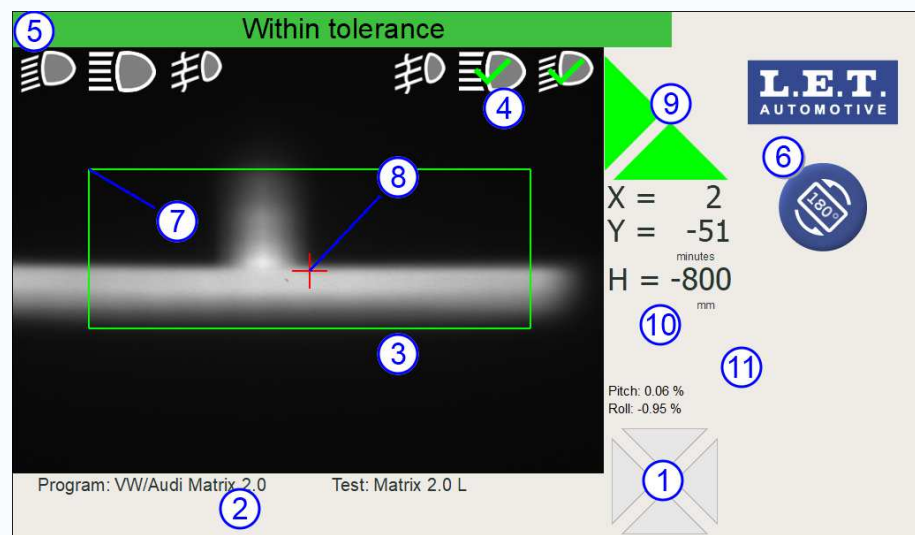 5
Within tolerance
4
9
L.E.T.
AUTOMOTIVE
6
180°
8
7
X = 2
Y = -51
minutes
H = -800
mm
10
3
11
Pitch: 0.06 %
Roll: -0.95 %
Program: VW/Audi Matrix 2.0 Test: Matrix 2.0 L
1
2